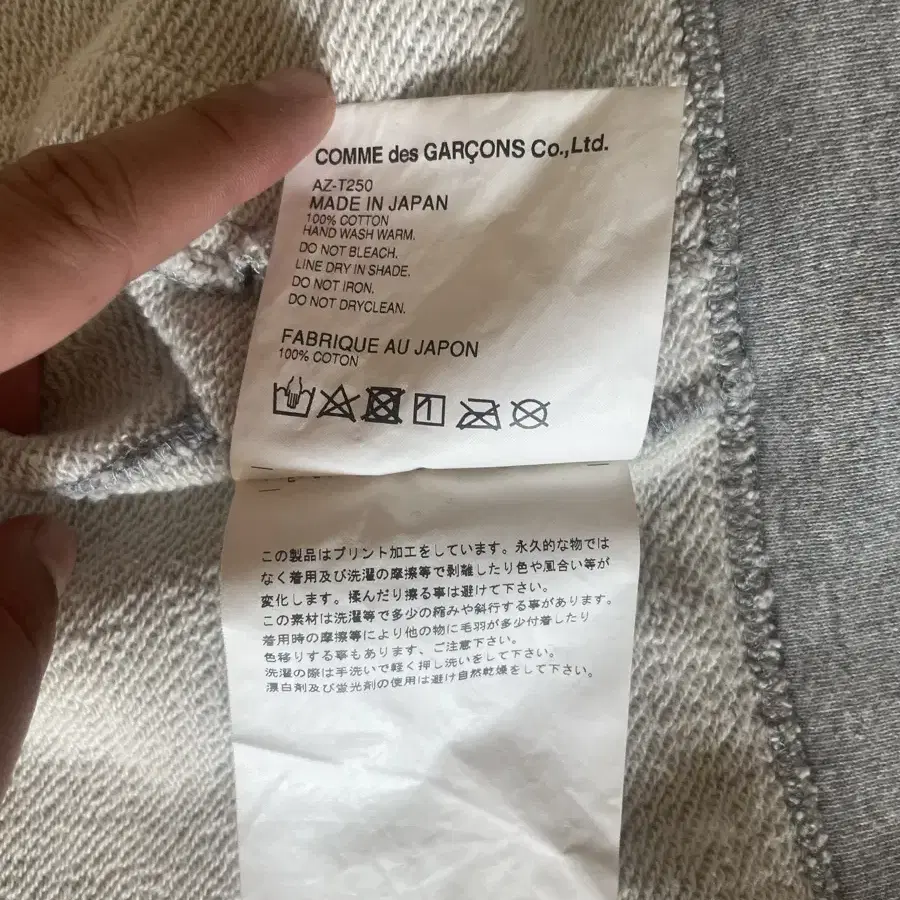 COMME des GARÇONS Co.,Ltd.
AZ-T250
MADE IN JAPAN
100% COTTON
HAND WASH WARM.
DO NOT BLEACH.
LINE DRY IN SHADE.
DO NOT IRON.
DO NOT DRYCLEAN.
FABRIQUE AU JAPON
100% COTON
この製品はプリント加工をしています。永久的な物では
なく着用及び洗濯の摩擦等で剥離したり色や風合い等が
変化します。揉んだり擦る事は避けて下さい。
この素材は洗濯等で多少の縮みや斜行する事があります。
着用時の摩擦等により他の物に毛羽が多少付着したり
色移りする事もあります、ご注意下さい。
洗濯の際は手洗いで軽く押し洗いをして下さい。
漂白剤及び蛍光剤の使用は避け自然乾燥をして下さい。